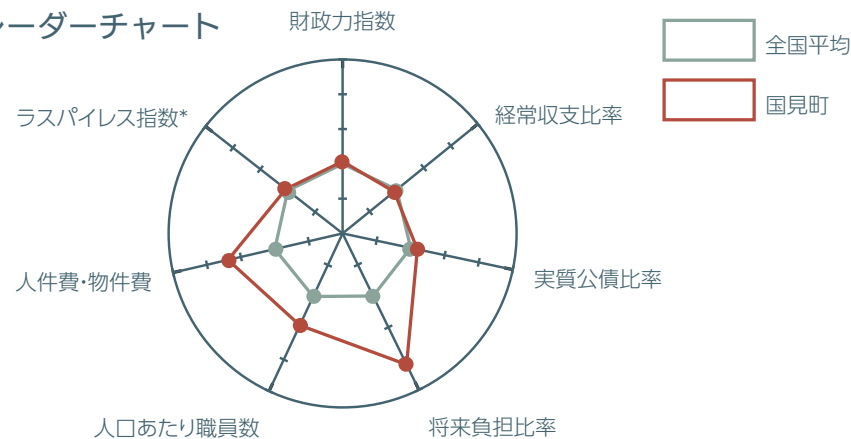 レーダーチャート
財政力指数
全国平均
国見町
経常収支比率
ラスパイレス指数*
実質公債比率
人件費・物件費
将来負担比率
人口あたり職員数